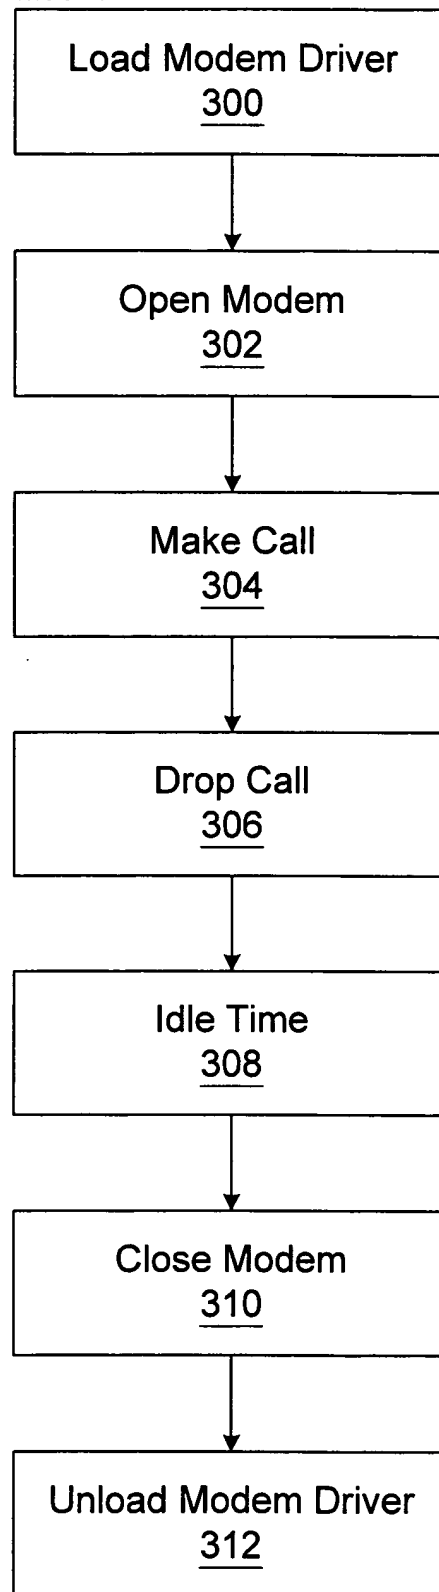 Load Modem Driver
300
Open Modem
302
Make Call
304
Drop Call
306
Idle Time
308
Close Modem
310
Unload Modem Driver
312